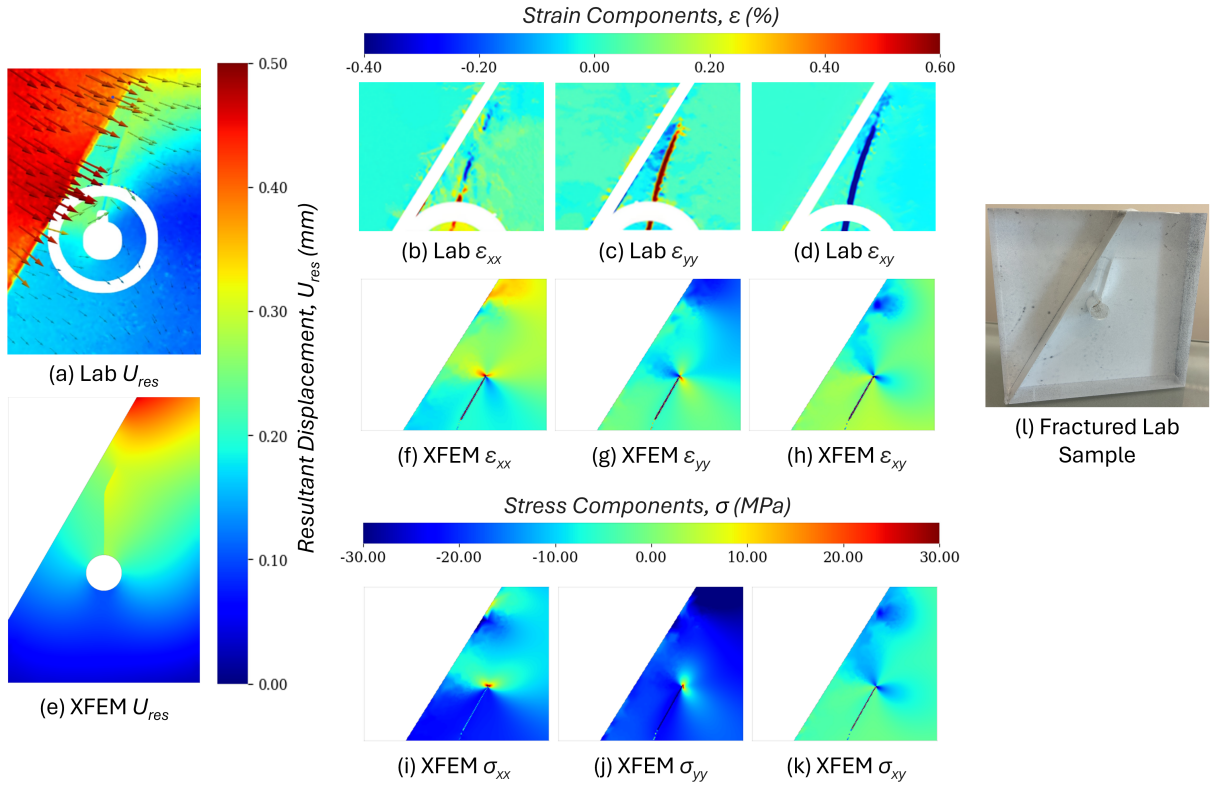 Strain Components, ε (%)
-0.40 -0.20 0.00 0.20 0.40 0.60
0.50
0.40
0.30
0.20
0.10
0.00
Resultant Displacement, Ures (mm)
(a) Lab Ures
(b) Lab εxx
(c) Lab εyy
(d) Lab εxy
(e) XFEM Ures
(f) XFEM εxx
(g) XFEM εyy
(h) XFEM εxy
(l) Fractured Lab
Sample
Stress Components, σ (MPa)
-30.00 -20.00 -10.00 0.00 10.00 20.00 30.00
(i) XFEM σxx
(j) XFEM σyy
(k) XFEM σxy